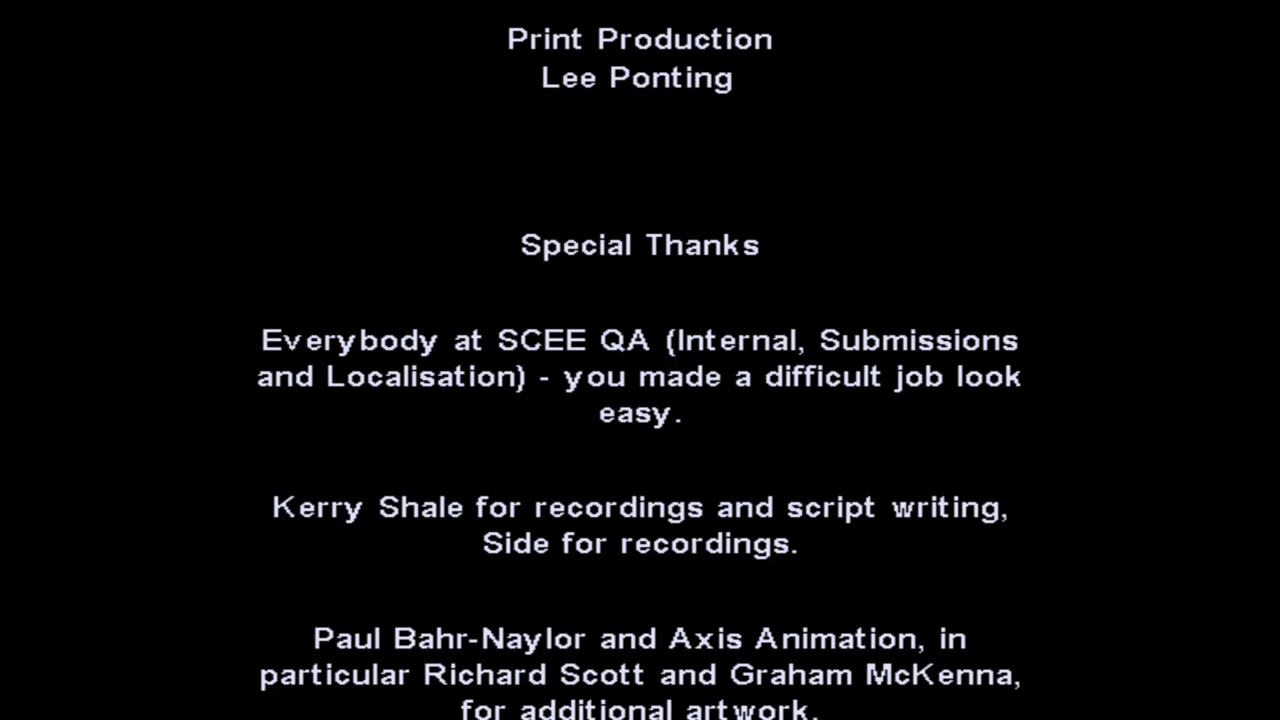 Print Production
Lee Ponting
Special Thanks
Everybody at SCEE QA (Internal, Submissions
and Localisation) - you made a difficult job look
easy.
Kerry Shale for recordings and script writing,
Side for recordings.
Paul Bahr-Naylor and Axis Animation, in
particular Richard Scott and Graham McKenna,
for additional artwork.